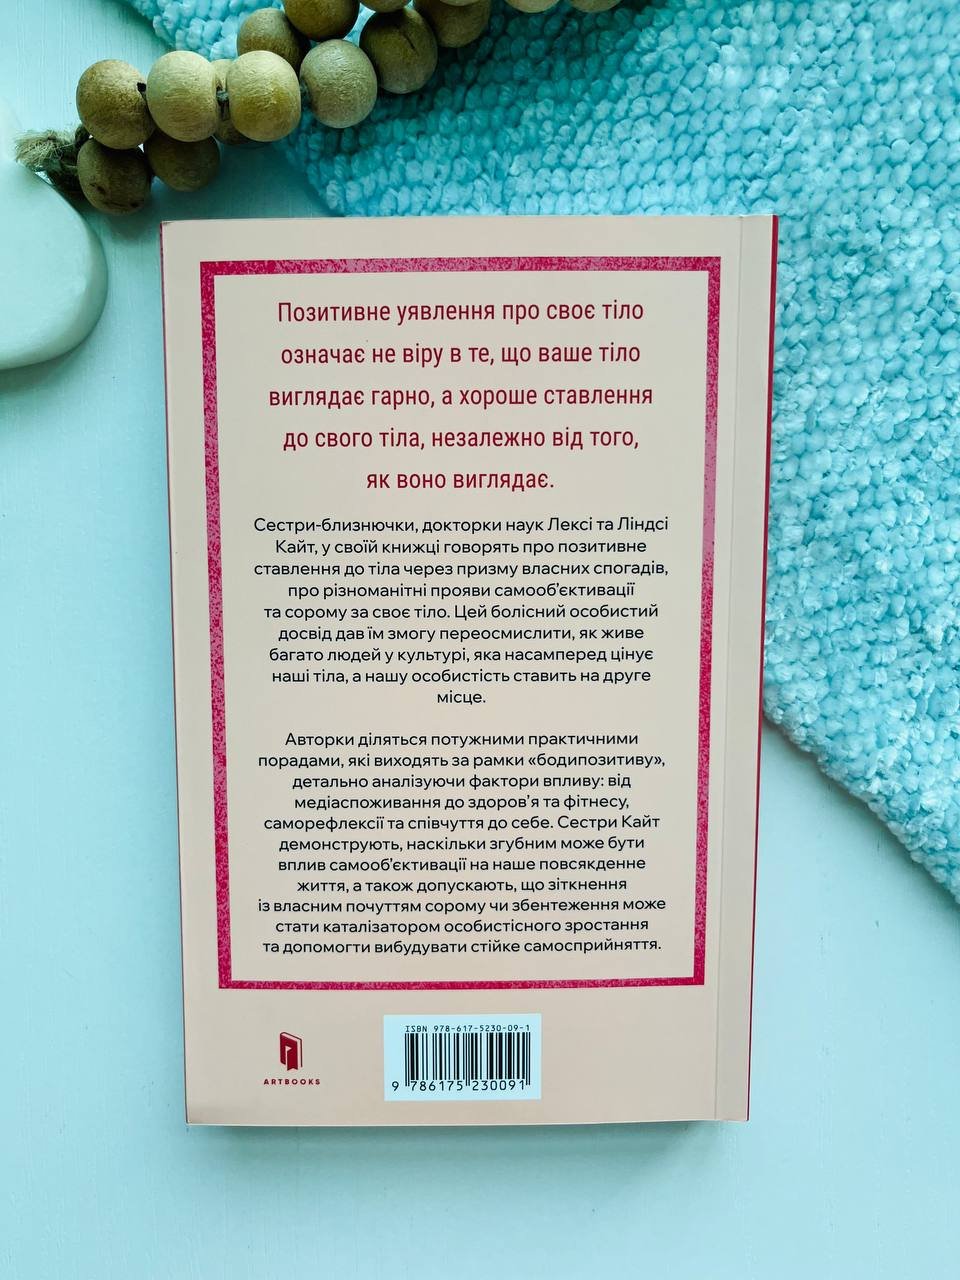 Позитивне уявлення про своє тіло
означає не віру в те, що ваше тіло
виглядає гарно, а хороше ставлення
до свого тіла, незалежно від того,
як воно виглядає.
Сестри-близнючки, докторки наук Лексі та Ліндсі
Кайт, у своїй книжці говорять про позитивне
ставлення до тіла через призму власних спогадів,
про різноманітні прояви самооб’єктивації
та сорому за своє тіло. Цей болісний особистий
досвід дав їм змогу переосмислити, як живе
багато людей у культурі, яка насамперед цінує
наші тіла, а нашу особистість ставить на друге
місце.
Авторки діляться потужними практичними
порадами, які виходять за рамки «бодипозитиву»,
детально аналізуючи фактори впливу: від
медіаспоживання до здоров’я та фітнесу,
саморефлексії та співчуття до себе. Сестри Кайт
демонструють, наскільки згубним може бути
вплив самооб’єктивації на наше повсякденне
життя, а також допускають, що зіткнення
із власним почуттям сорому чи збентеження може
стати каталізатором особистісного зростання
та допомогти вибудувати стійке самосприйняття.
ISBN 978-617-5230-09-1
ARTBOOKS
9 786175 230091